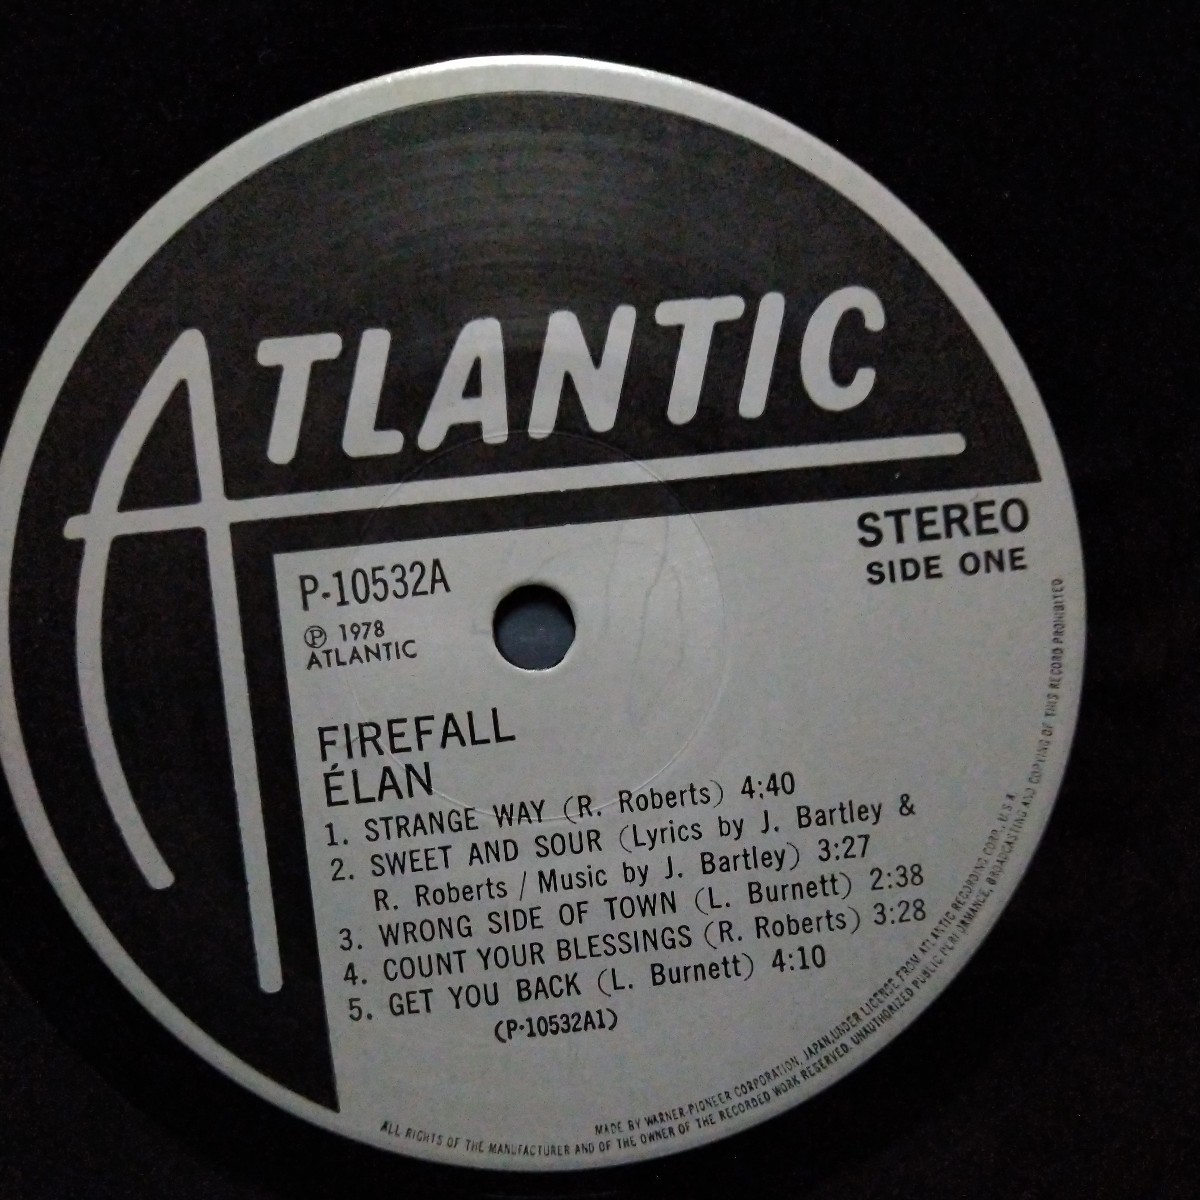 ATLANTIC
STEREO
SIDE ONE
P-10532A
℗ 1978
ATLANTIC
FIREFALL
ÉLAN
1. STRANGE WAY (R. Roberts) 4:40
2. SWEET AND SOUR (Lyrics by J. Bartley &
R. Roberts / Music by J. Bartley) 3:27
3. WRONG SIDE OF TOWN (L. Burnett) 2:38
4. COUNT YOUR BLESSINGS (R. Roberts) 3:28
5. GET YOU BACK (L. Burnett) 4:10
(P-10532A1)
MADE BY WARNER-PIONEER CORPORATION, JAPAN, UNDER LICENSE FROM ATLANTIC RECORDING CORP., U.S.A.
ALL RIGHTS OF THE MANUFACTURER AND OF THE OWNER OF THE RECORDED WORK RESERVED. UNAUTHORIZED PUBLIC PERFORMANCE, BROADCASTING AND COPYING OF THIS RECORD PROHIBITED